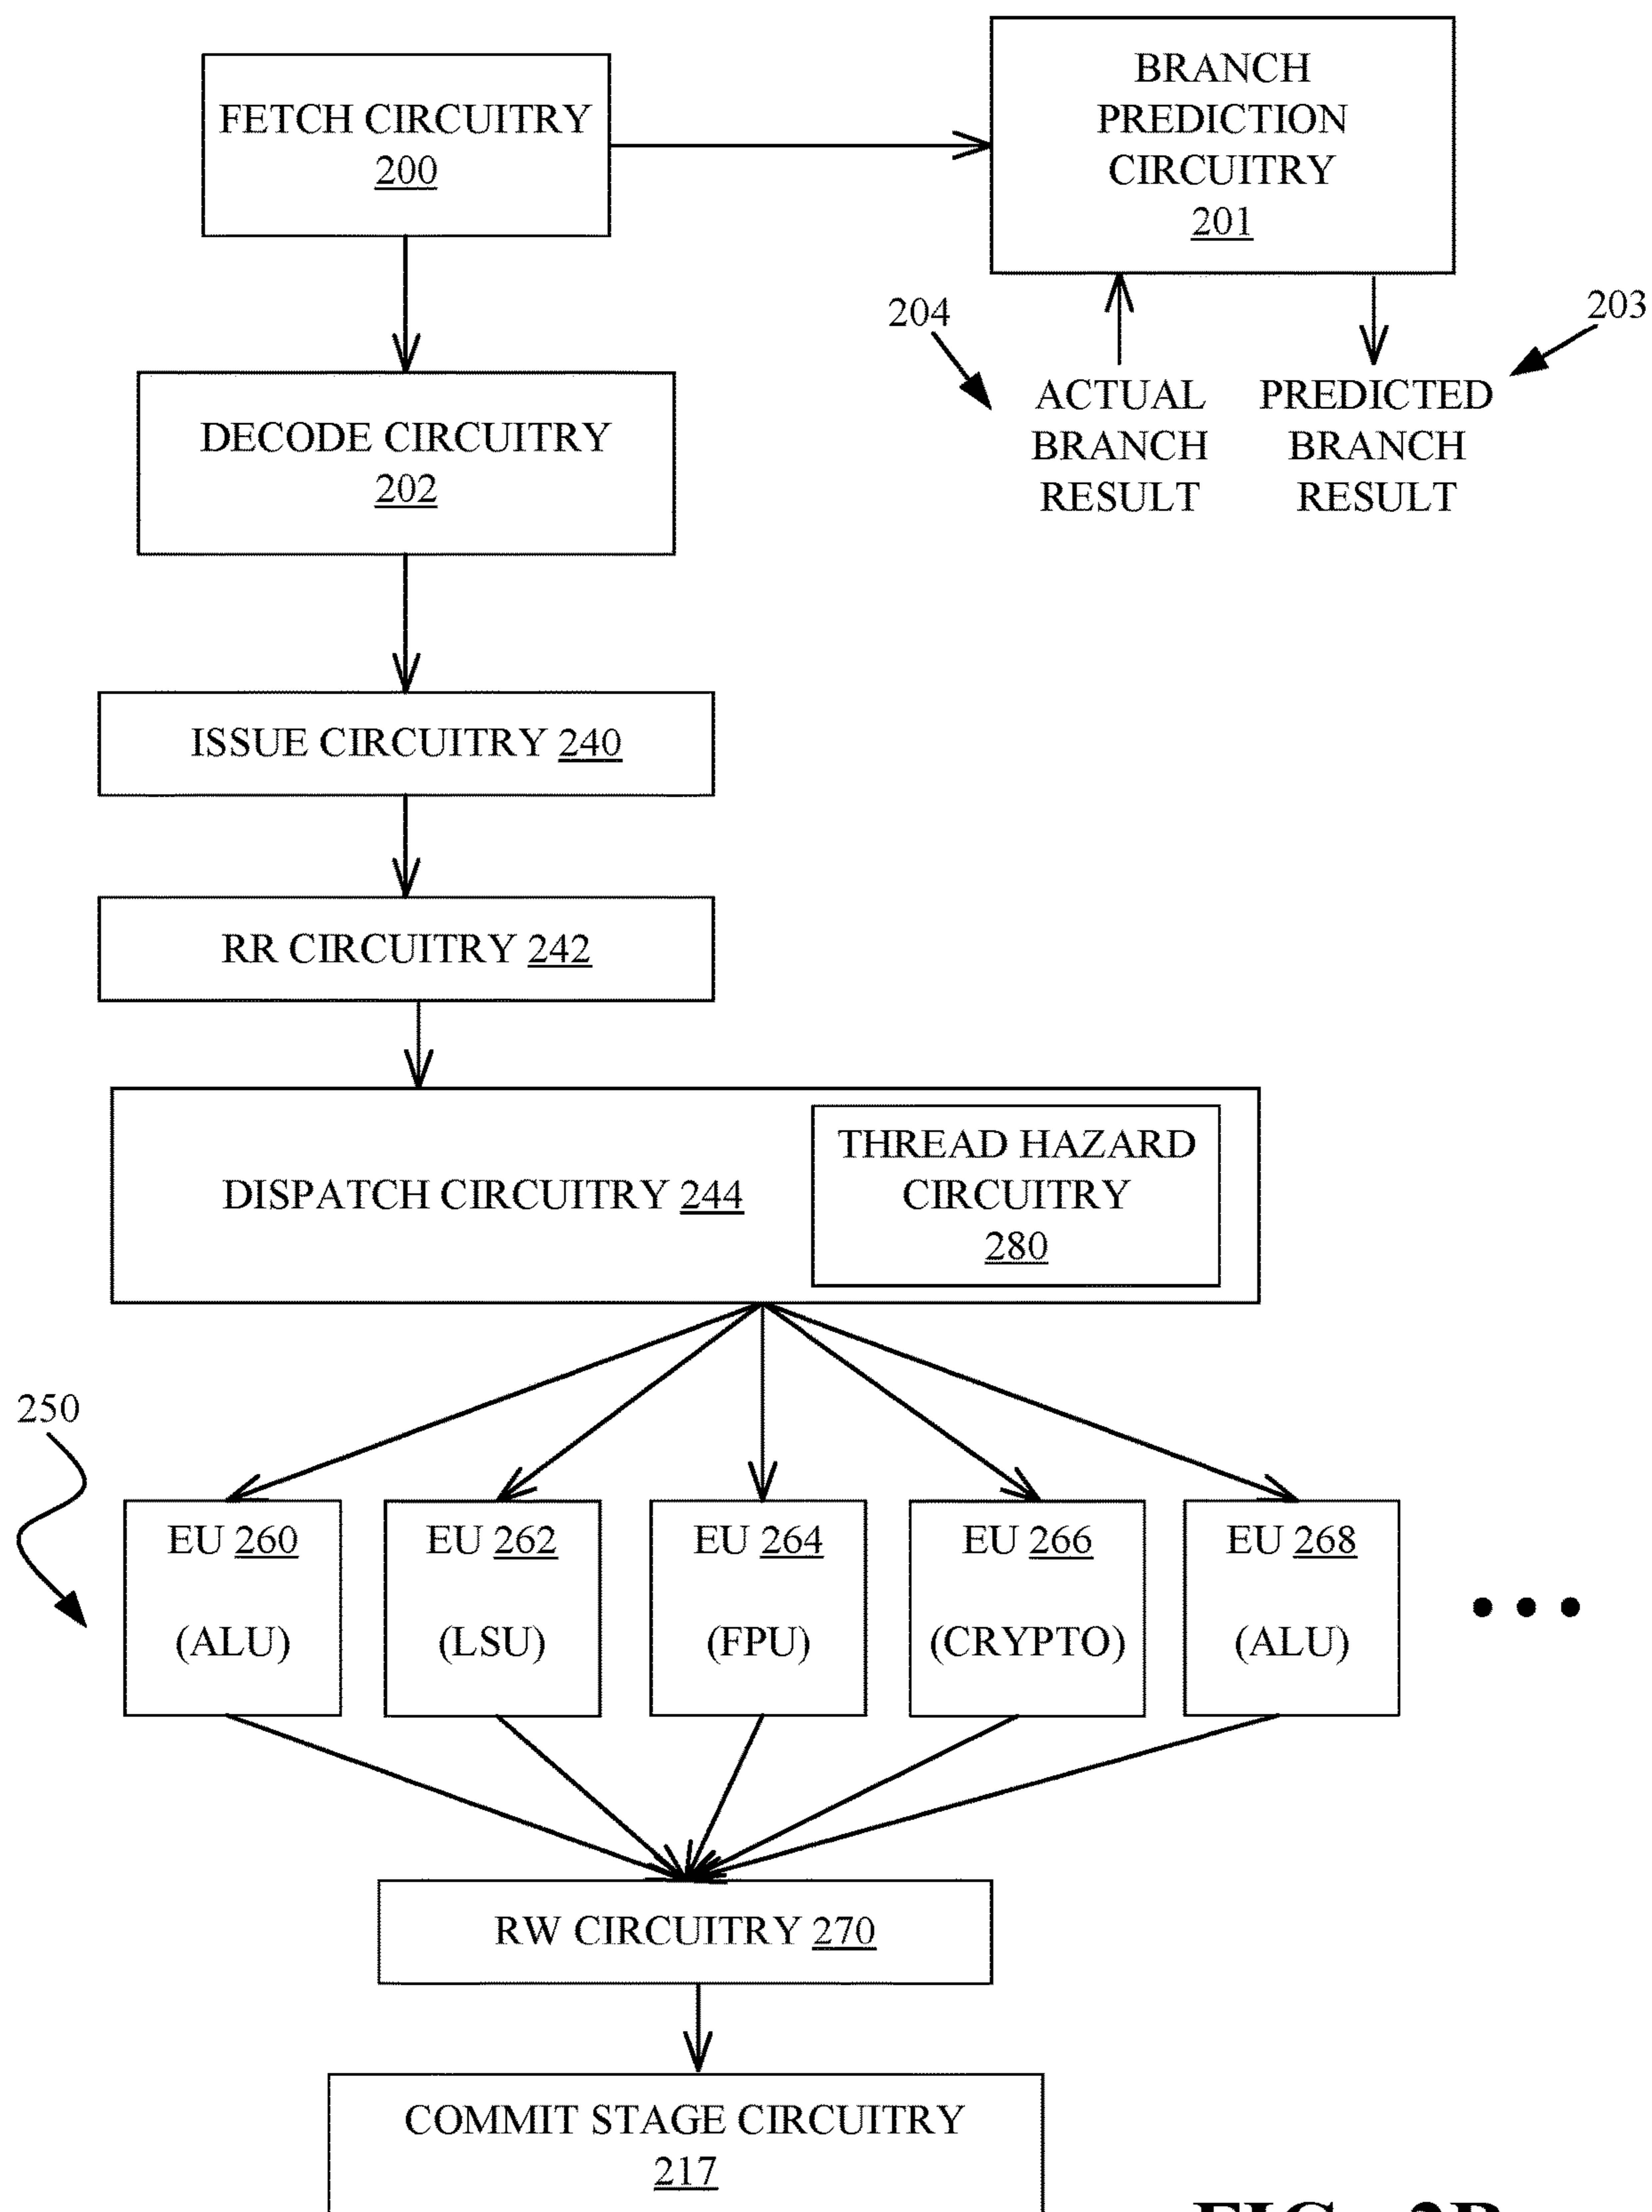 FETCH CIRCUITRY
200
BRANCH
PREDICTION
CIRCUITRY
201
204
203
ACTUAL
BRANCH
RESULT
PREDICTED
BRANCH
RESULT
DECODE CIRCUITRY
202
ISSUE CIRCUITRY 240
RR CIRCUITRY 242
DISPATCH CIRCUITRY 244
THREAD HAZARD
CIRCUITRY
280
250
EU 260
(ALU)
EU 262
(LSU)
EU 264
(FPU)
EU 266
(CRYPTO)
EU 268
(ALU)
RW CIRCUITRY 270
COMMIT STAGE CIRCUITRY
217